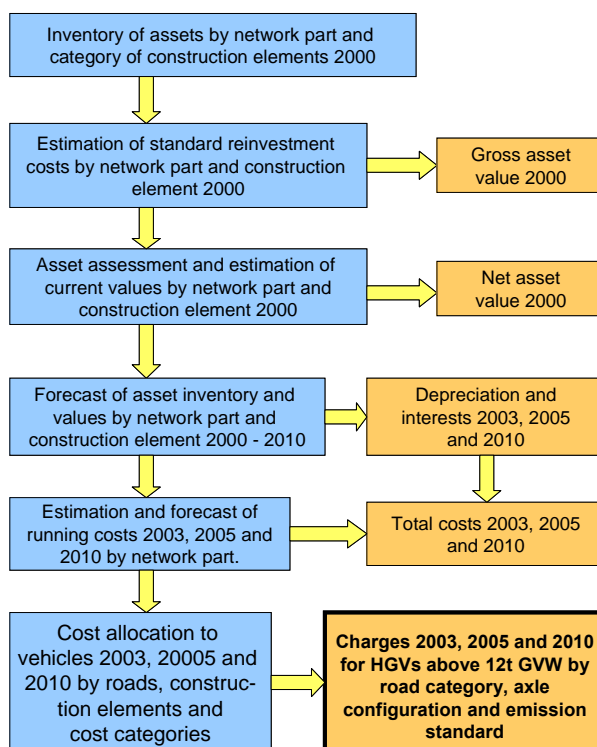 Inventory of assets by network part and
category of construction elements 2000
Estimation of standard reinvestment
costs by network part and construction
element 2000
Gross asset
value 2000
Asset assessment and estimation of
current values by network part and
construction element 2000
Net asset
value 2000
Forecast of asset inventory and
values by network part and
construction element 2000 - 2010
Depreciation and
interests 2003, 2005
and 2010
Estimation and forecast of
running costs 2003, 2005 and
2010 by network part.
Total costs 2003, 2005
and 2010
Cost allocation to
vehicles 2003, 20005 and
2010 by roads, construc-
tion elements and
cost categories
Charges 2003, 2005 and 2010
for HGVs above 12t GVW by
road category, axle
configuration and emission
standard